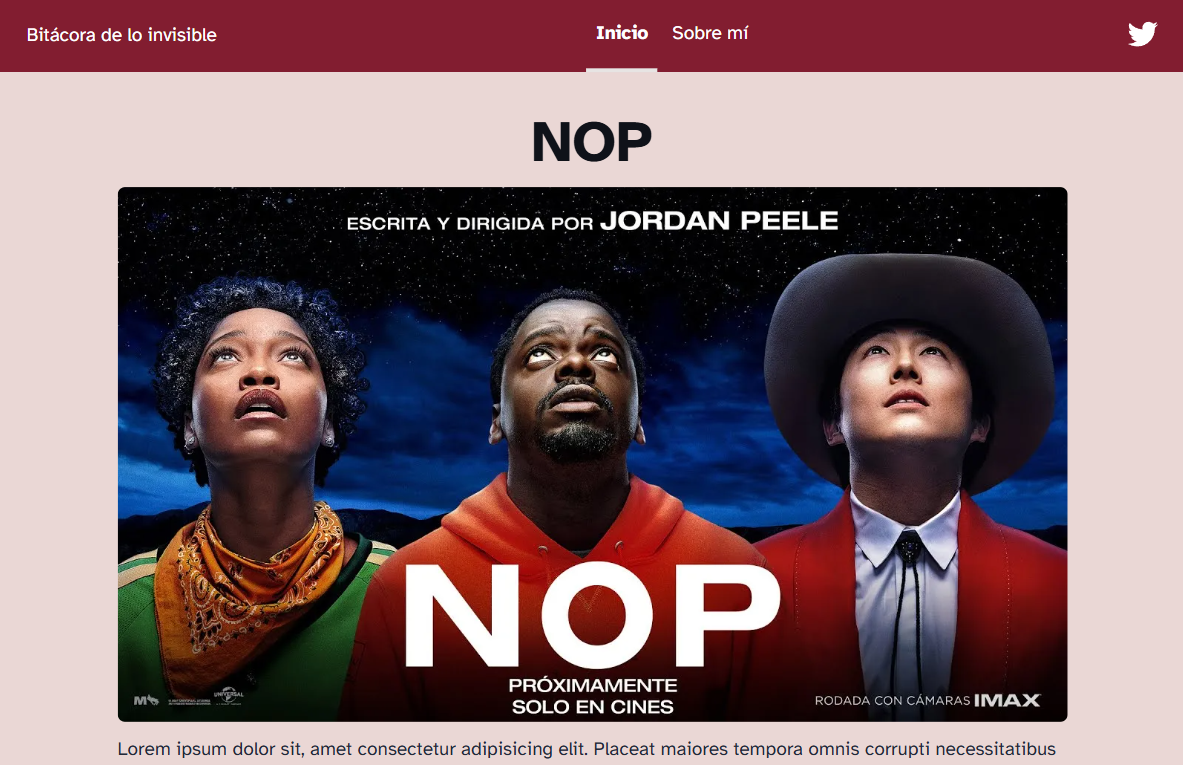 Bitácora de lo invisible
Inicio
Sobre mí
NOP
ESCRITA Y DIRIGIDA POR JORDAN PEELE
NOP
PRÓXIMAMENTE
SOLO EN CINES
UNIVERSAL
RODADA CON CÁMARAS IMAX
Lorem ipsum dolor sit, amet consectetur adipisicing elit. Placeat maiores tempora omnis corrupti necessitatibus